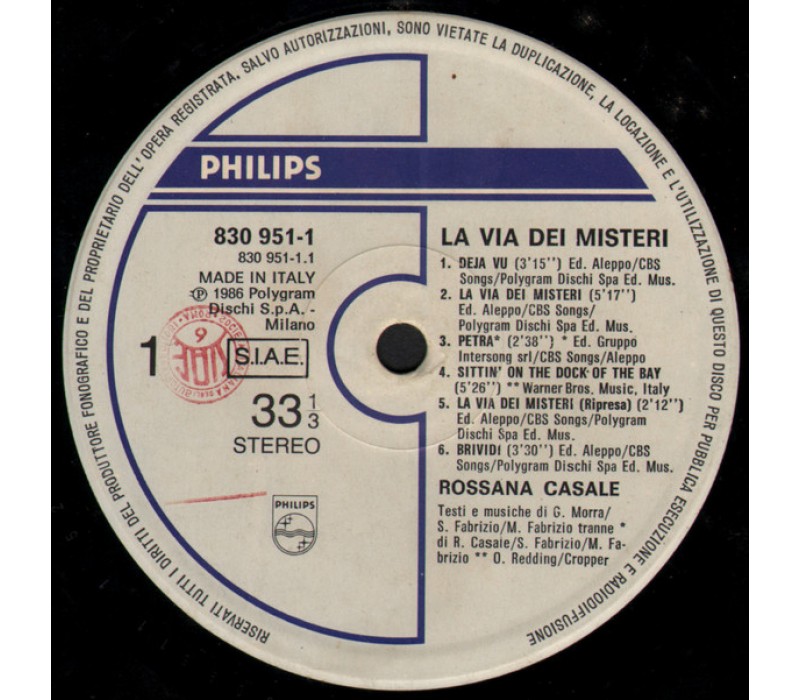 RISERVATI TUTTI I DIRITTI DEL PRODUTTORE FONOGRAFICO E DEL PROPRIETARIO DELL'OPERA REGISTRATA. SALVO AUTORIZZAZIONI, SONO VIETATE LA DUPLICAZIONE, LA LOCAZIONE E L'UTILIZZAZIONE DI QUESTO DISCO PER PUBBLICA ESECUZIONE E RADIODIFFUSIONE
PHILIPS
830 951-1
830 951-1.1
MADE IN ITALY
Ⓟ 1986 Polygram
Dischi S.p.A. -
Milano
1
S.I.A.E.
33 1/3
STEREO
PHILIPS
LA VIA DEI MISTERI
1. DEJA VU (3'15'') Ed. Aleppo/CBS
Songs/Polygram Dischi Spa Ed. Mus.
2. LA VIA DEI MISTERI (5'17'')
Ed. Aleppo/CBS Songs/
Polygram Dischi Spa Ed. Mus.
3. PETRA* (2'38'') * Ed. Gruppo
Intersong srl/CBS Songs/Aleppo
4. SITTIN' ON THE DOCK OF THE BAY
(5'26'') ** Warner Bros. Music, Italy
5. LA VIA DEI MISTERI (Ripresa) (2'12'')
Ed. Aleppo/CBS Songs/Polygram
Dischi Spa Ed. Mus.
6. BRIVIDI (3'30'') Ed. Aleppo/CBS
Songs/Polygram Dischi Spa Ed. Mus.
ROSSANA CASALE
Testi e musiche di G. Morra/
S. Fabrizio/M. Fabrizio tranne *
di R. Casale/S. Fabrizio/M. Fa-
brizio ** O. Redding/Cropper